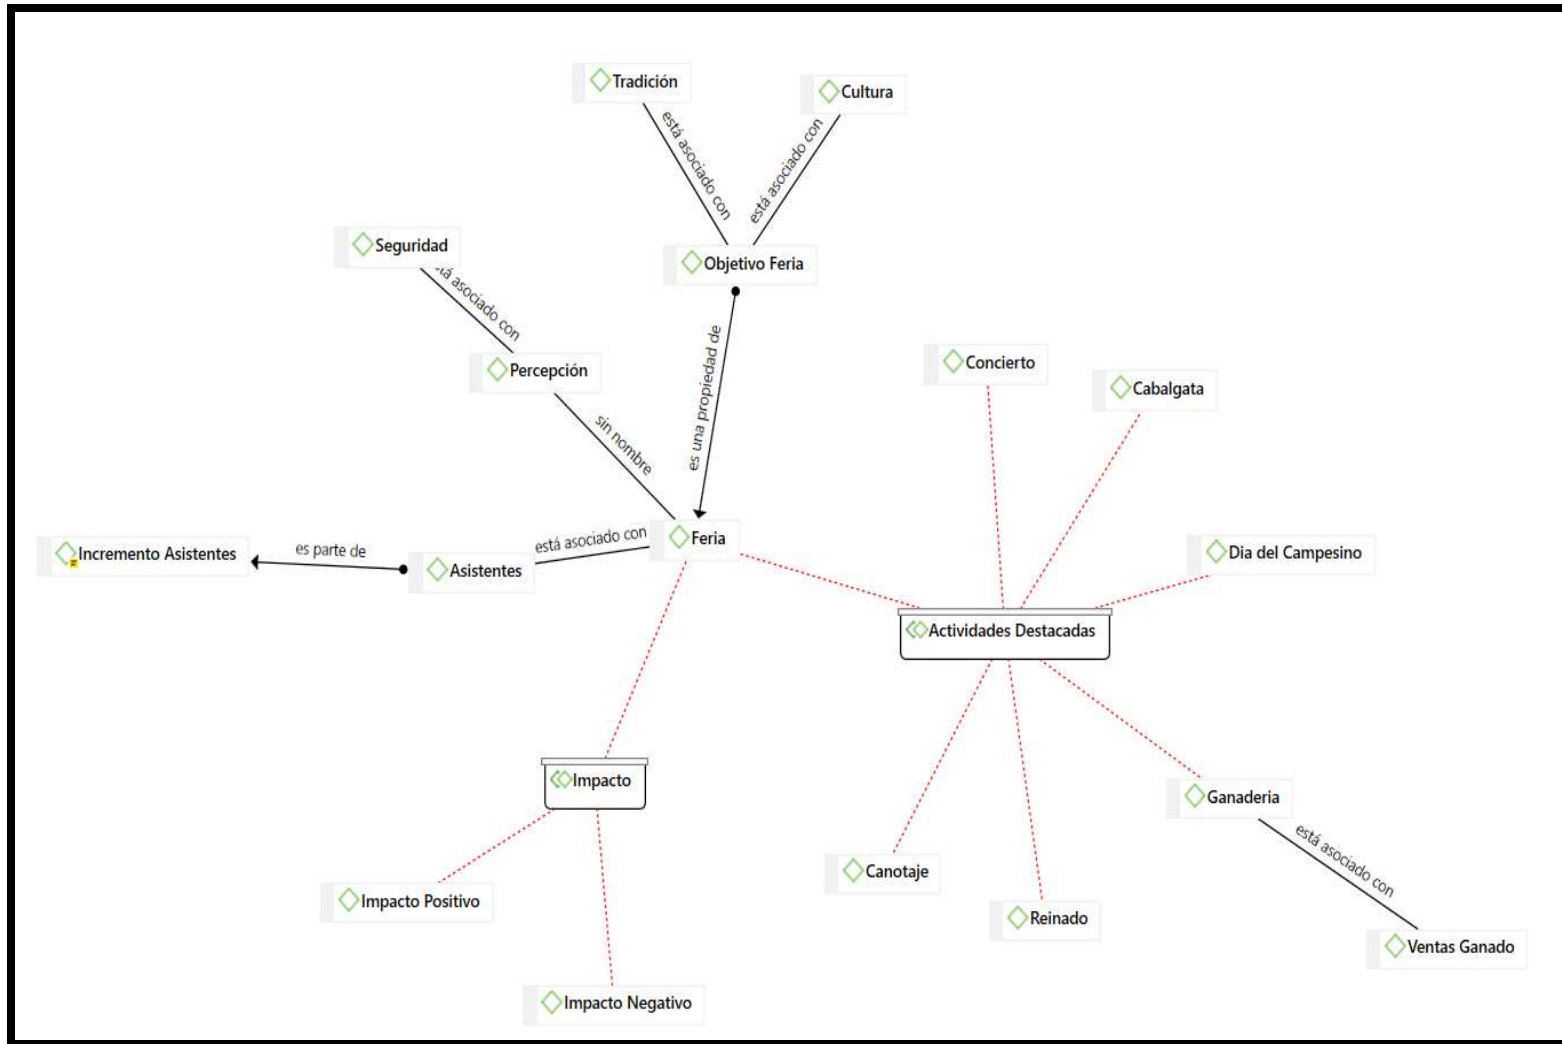 Tradición
Cultura
está asociado con
está asociado con
Seguridad
Objetivo Feria
tá asociado con
Percepción
es una propiedad de
Concierto
Cabalgata
sin nombre
Feria
está asociado con
Incremento Asistentes
es parte de
Asistentes
Dia del Campesino
Actividades Destacadas
Impacto
Ganaderia
está asociado con
Canotaje
Impacto Positivo
Reinado
Ventas Ganado
Impacto Negativo